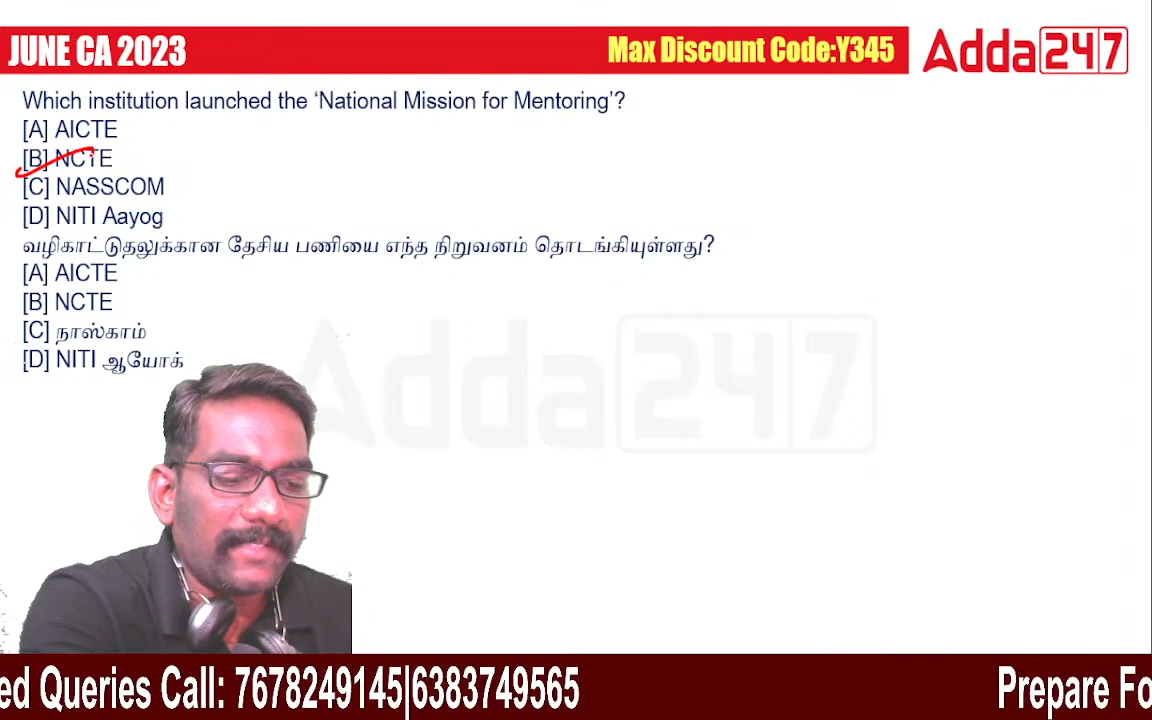 JUNE CA 2023
Max Discount Code:Y345
Adda247
Which institution launched the ‘National Mission for Mentoring’?
[A] AICTE
[B] NCTE
[C] NASSCOM
[D] NITI Aayog
வழிகாட்டுதலுக்கான தேசிய பணியை எந்த நிறுவனம் தொடங்கியுள்ளது?
[A] AICTE
[B] NCTE
[C] நாஸ்காம்
[D] NITI ஆயோக்
Adda247
ed Queries Call: 7678249145|6383749565
Prepare Fo